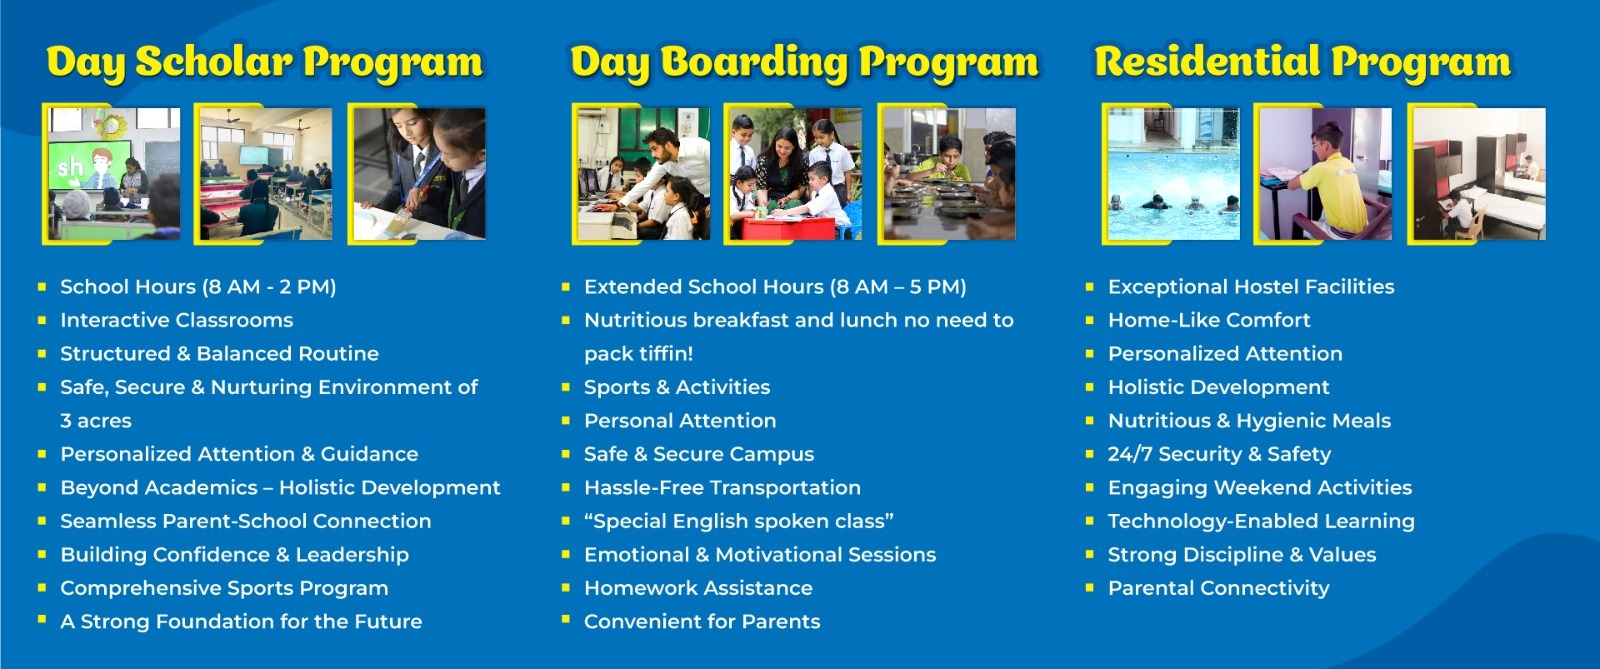 Day Scholar Program
sh
School Hours (8 AM - 2 PM)
Interactive Classrooms
Structured & Balanced Routine
Safe, Secure & Nurturing Environment of
3 acres
Personalized Attention & Guidance
Beyond Academics – Holistic Development
Seamless Parent-School Connection
Building Confidence & Leadership
Comprehensive Sports Program
A Strong Foundation for the Future
Day Boarding Program
Extended School Hours (8 AM – 5 PM)
Nutritious breakfast and lunch no need to
pack tiffin!
Sports & Activities
Personal Attention
Safe & Secure Campus
Hassle-Free Transportation
“Special English spoken class”
Emotional & Motivational Sessions
Homework Assistance
Convenient for Parents
Residential Program
Exceptional Hostel Facilities
Home-Like Comfort
Personalized Attention
Holistic Development
Nutritious & Hygienic Meals
24/7 Security & Safety
Engaging Weekend Activities
Technology-Enabled Learning
Strong Discipline & Values
Parental Connectivity